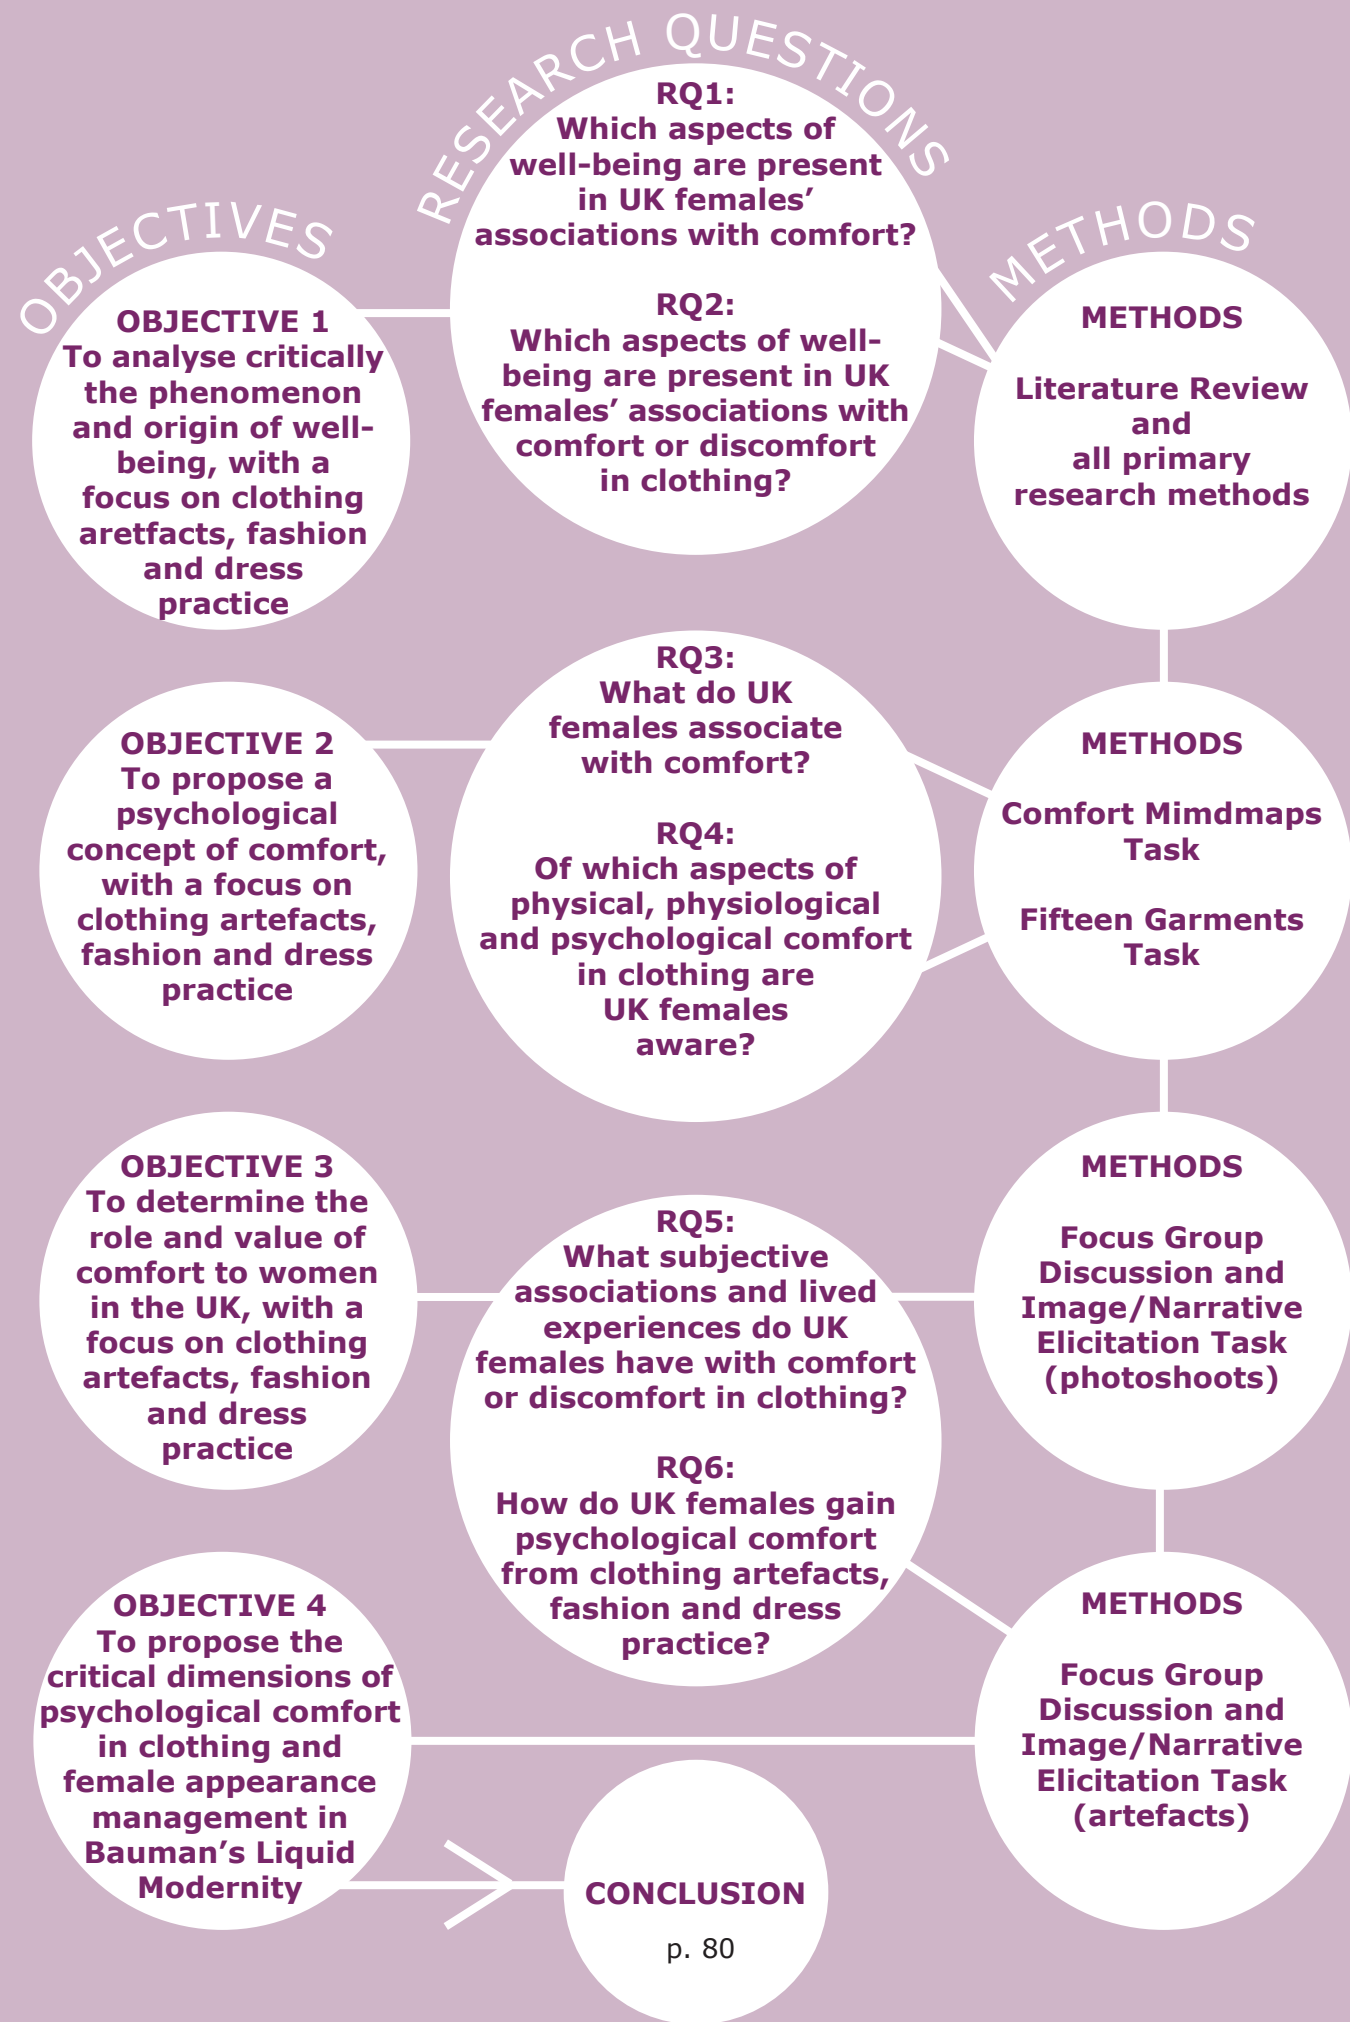 RESEARCH QUESTIONS
RQ1:
Which aspects of
well-being are present
in UK females’
associations with comfort?
RQ2:
Which aspects of well-
being are present in UK
females’ associations with
comfort or discomfort
in clothing?
OBJECTIVES
OBJECTIVE 1
To analyse critically
the phenomenon
and origin of well-
being, with a
focus on clothing
aretfacts, fashion
and dress
practice
METHODS
METHODS
Literature Review
and
all primary
research methods
OBJECTIVE 2
To propose a
psychological
concept of comfort,
with a focus on
clothing artefacts,
fashion and dress
practice
RQ3:
What do UK
females associate
with comfort?
RQ4:
Of which aspects of
physical, physiological
and psychological comfort
in clothing are
UK females
aware?
METHODS
Comfort Mimdmaps
Task
Fifteen Garments
Task
OBJECTIVE 3
To determine the
role and value of
comfort to women
in the UK, with a
focus on clothing
artefacts, fashion
and dress
practice
RQ5:
What subjective
associations and lived
experiences do UK
females have with comfort
or discomfort in clothing?
RQ6:
How do UK females gain
psychological comfort
from clothing artefacts,
fashion and dress
practice?
METHODS
Focus Group
Discussion and
Image/Narrative
Elicitation Task
(photoshoots)
OBJECTIVE 4
To propose the
critical dimensions of
psychological comfort
in clothing and
female appearance
management in
Bauman’s Liquid
Modernity
METHODS
Focus Group
Discussion and
Image/Narrative
Elicitation Task
(artefacts)
CONCLUSION
p. 80